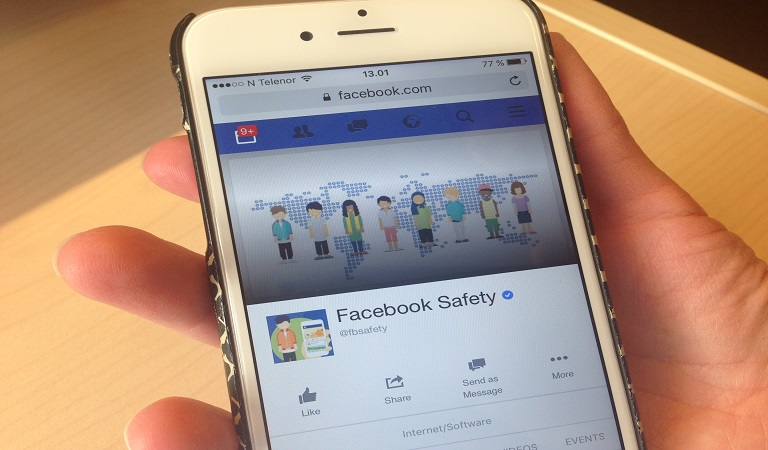 N Telenor 13.01 77 %
facebook.com
9+
Facebook Safety
@fbsafety
Like Share Send as Message More
Internet/Software
VIDEOS EVENTS